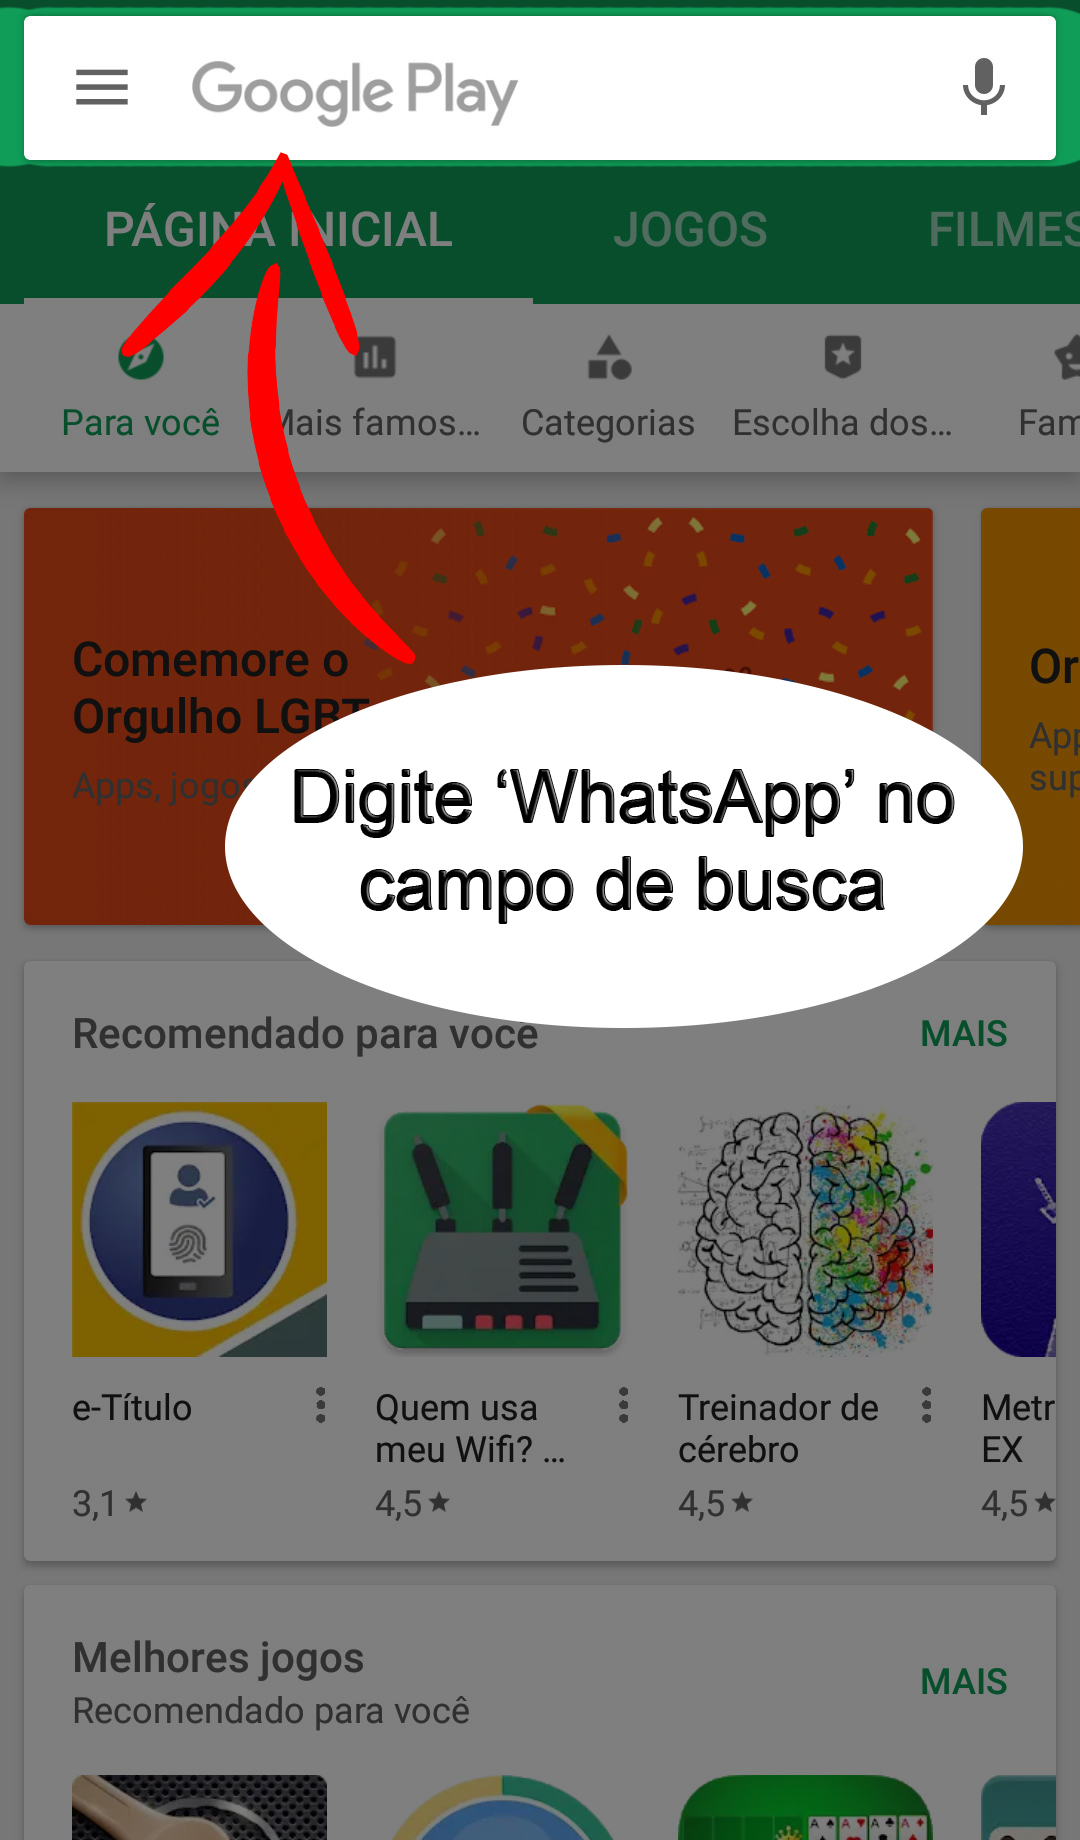 Google Play
PÁGINA INICIAL JOGOS FILMES
Para você Mais famos... Categorias Escolha dos... Fam
Comemore o
Orgulho LGBT
Apps, jogo
Or
App
sup
Digite ‘WhatsApp’ no
campo de busca
Recomendado para voce MAIS
e-Título
3,1★
Quem usa
meu Wifi? ...
4,5★
Treinador de
cérebro
4,5★
Metr
EX
4,5★
Melhores jogos
Recomendado para você
MAIS
A A A A